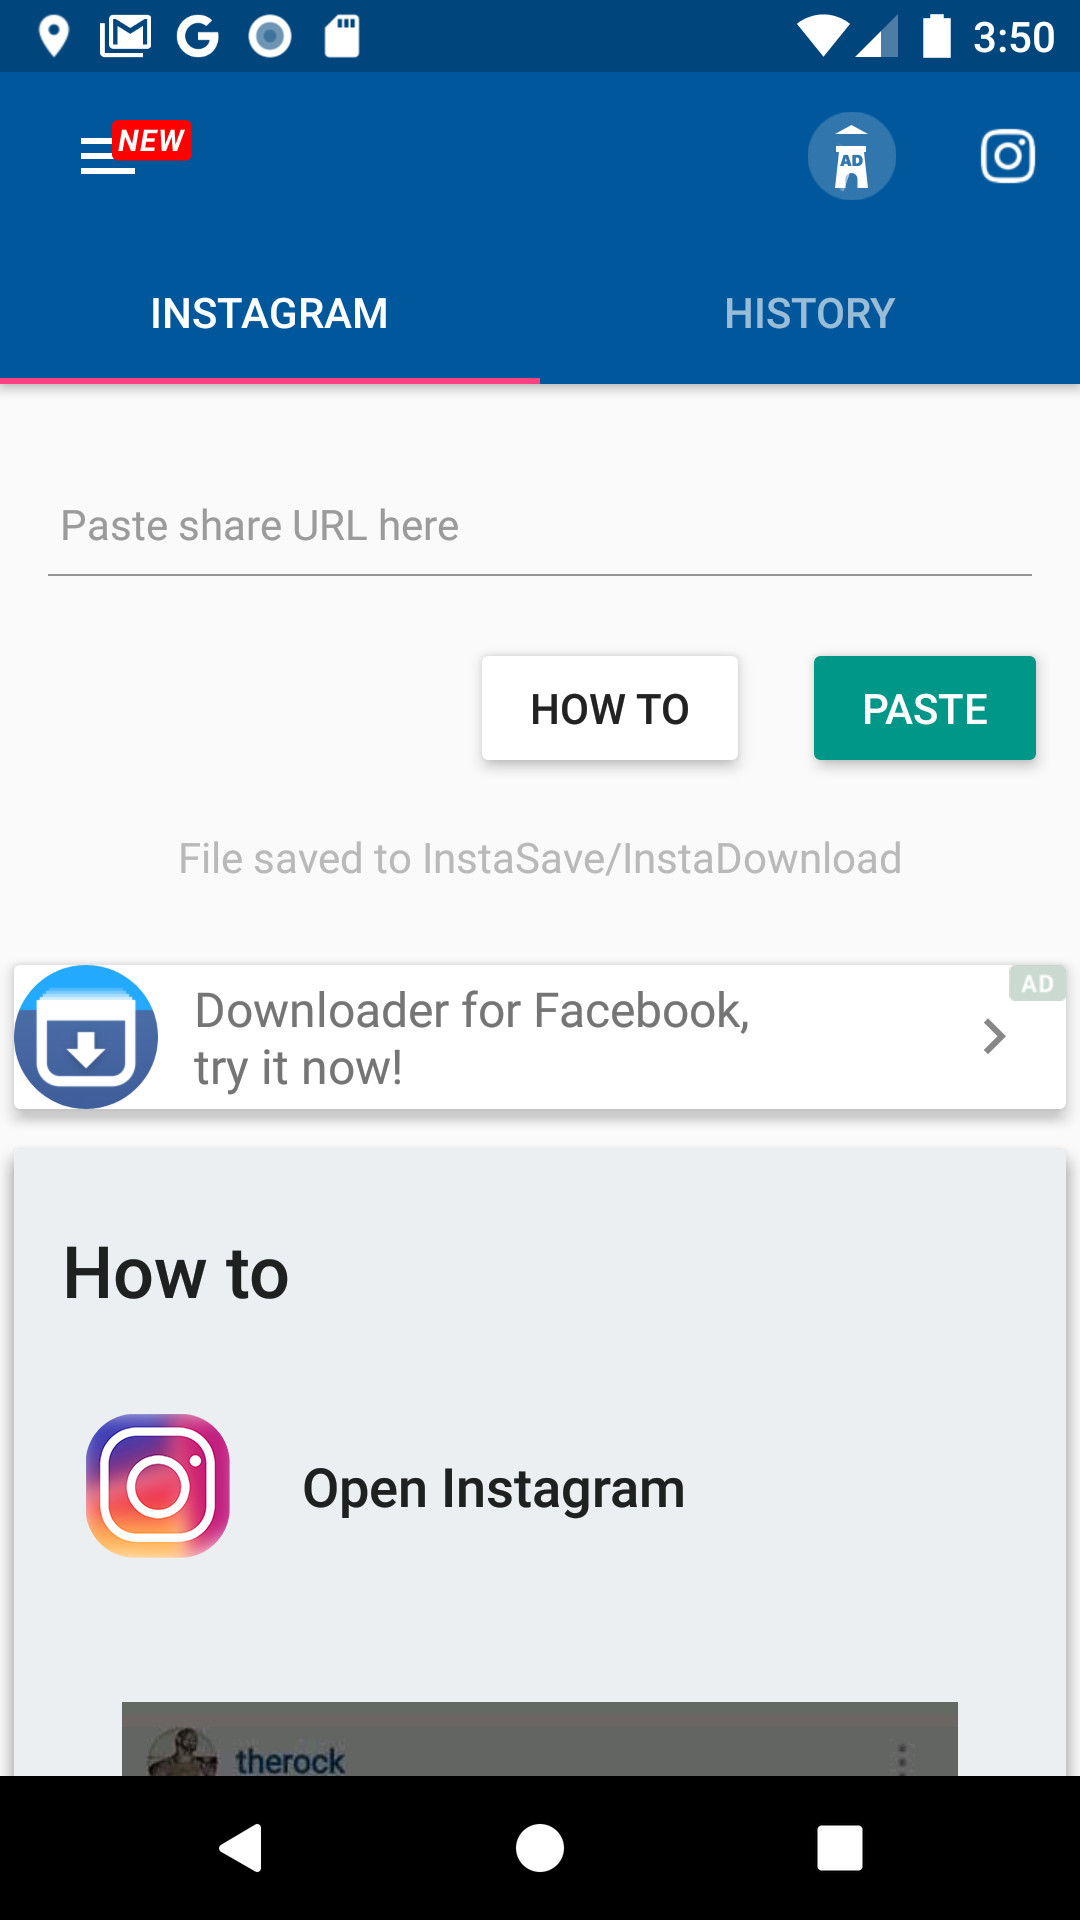 3:50
NEW
AD
INSTAGRAM
HISTORY
Paste share URL here
HOW TO
PASTE
File saved to InstaSave/InstaDownload
AD
Downloader for Facebook,
try it now!
How to
Open Instagram
therock